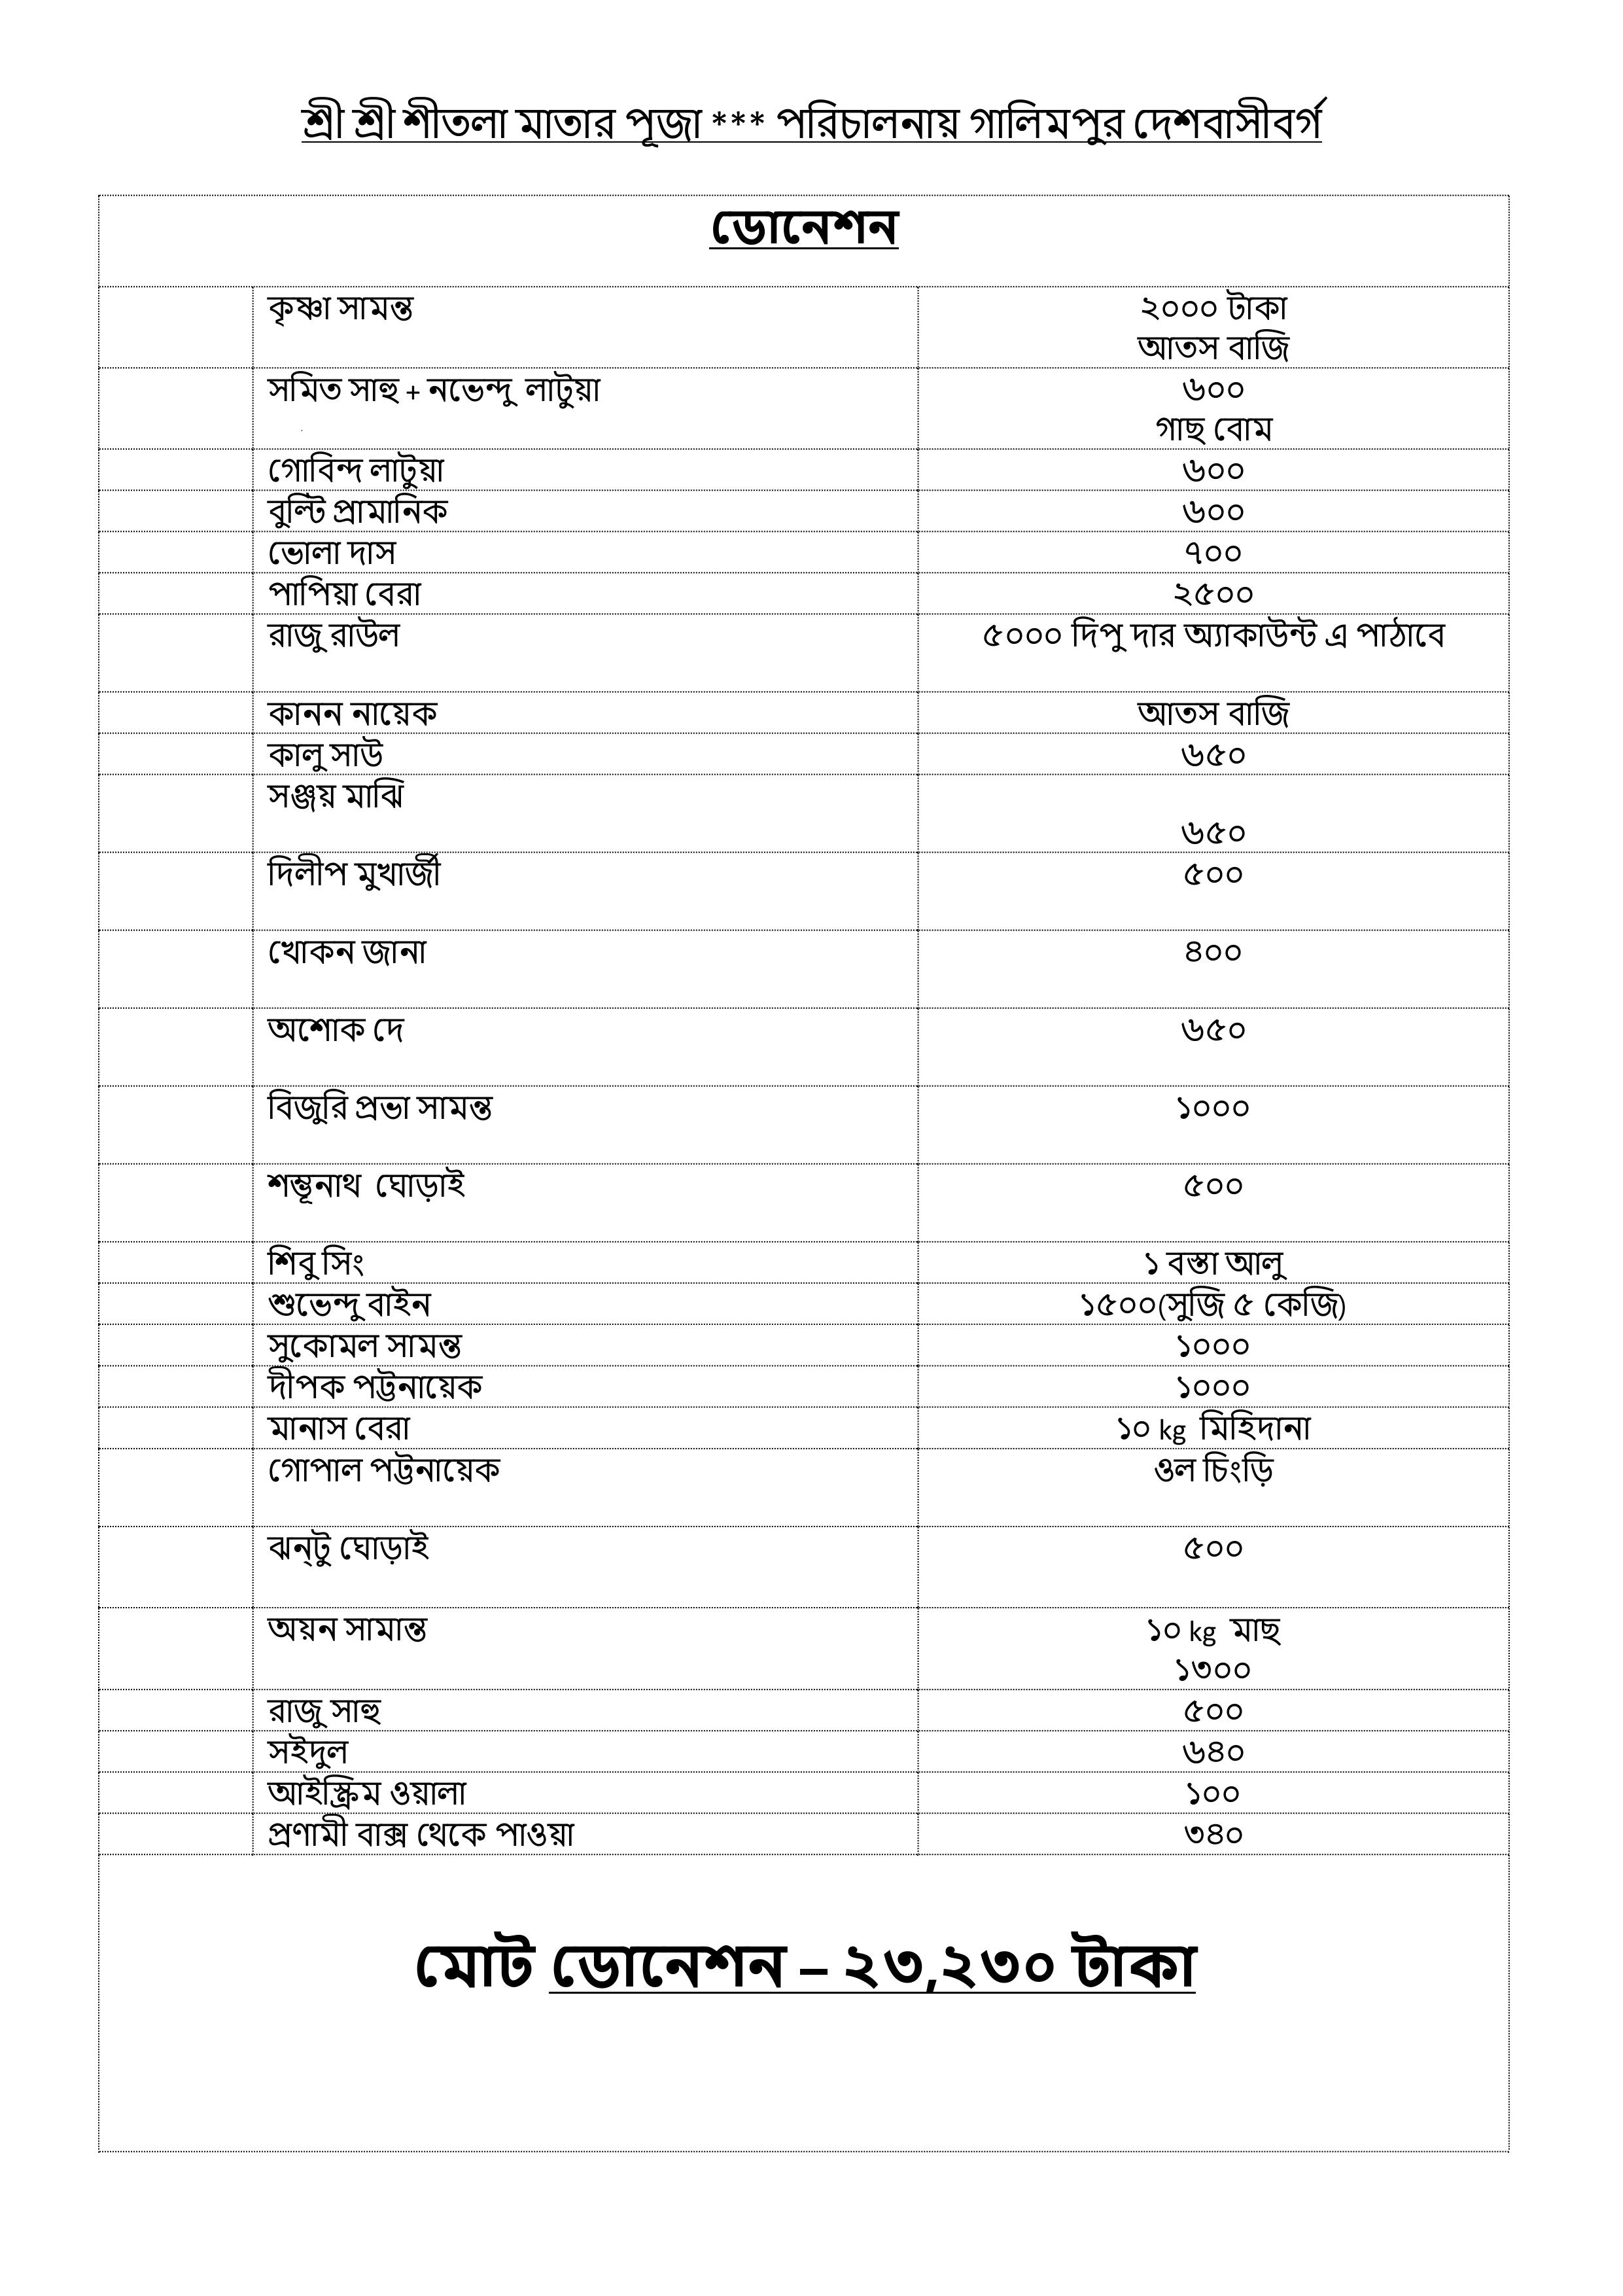 শ্রী শ্রী শীতলা মাতার পূজা *** পরিচালনায় গালিমপুর দেশবাসীবর্গ
ডোনেশন
কৃষ্ণা সামন্ত ২০০০ টাকা
আতস বাজি
সমিত সাহু + নভেন্দু লাটুয়া ৬০০
গাছ বোম
গোবিন্দ লাটুয়া ৬০০
বুল্টি প্রামানিক ৬০০
ভোলা দাস ৭০০
পাপিয়া বেরা ২৫০০
রাজু রাউল ৫০০০ দিপু দার অ্যাকাউন্ট এ পাঠাবে
কানন নায়েক আতস বাজি
কালু সাউ ৬৫০
সঞ্জয় মাঝি
৬৫০
দিলীপ মুখার্জী ৫০০
খোকন জানা ৪০০
অশোক দে ৬৫০
বিজুরি প্রভা সামন্ত ১০০০
শম্ভূনাথ ঘোড়াই ৫০০
শিবু সিং ১ বস্তা আলু
শুভেন্দু বাইন ১৫০০(সুজি ৫ কেজি)
সুকোমল সামন্ত ১০০০
দীপক পট্টনায়েক ১০০০
মানাস বেরা ১০ kg মিহিদানা
গোপাল পট্টনায়েক ওল চিংড়ি
ঝন্‌টু ঘোড়াই ৫০০
অয়ন সামান্ত ১০ kg মাছ
১৩০০
রাজু সাহু ৫০০
সইদুল ৬৪০
আইস্ক্রিম ওয়ালা ১০০
প্রণামী বাক্স থেকে পাওয়া ৩৪০
মোট ডোনেশন – ২৩,২৩০ টাকা